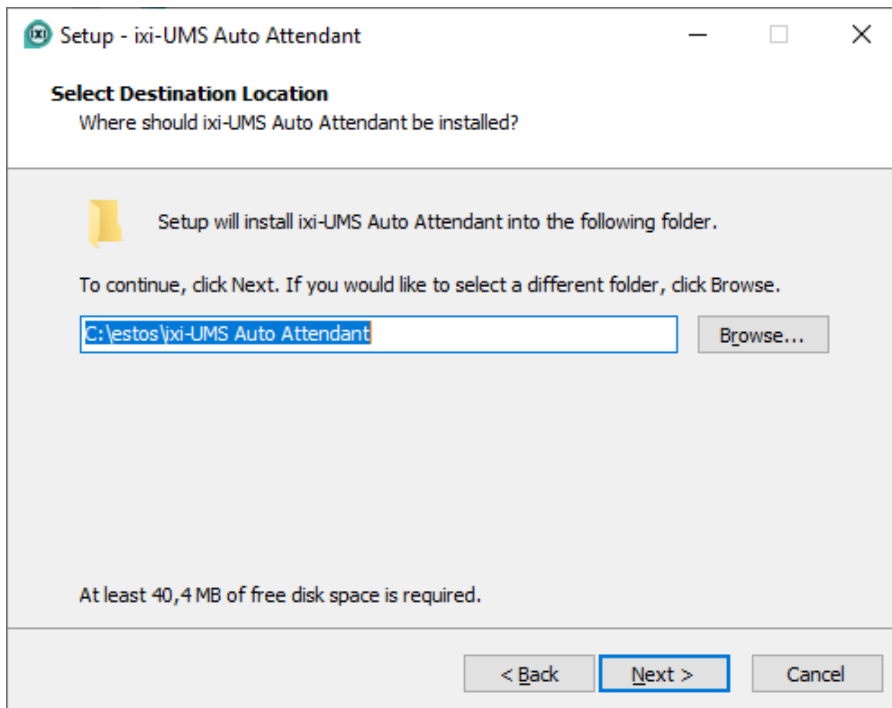 ixi Setup - ixi-UMS Auto Attendant
Select Destination Location
Where should ixi-UMS Auto Attendant be installed?
Setup will install ixi-UMS Auto Attendant into the following folder.
To continue, click Next. If you would like to select a different folder, click Browse.
C:\estos\ixi-UMS Auto Attendant Browse...
At least 40,4 MB of free disk space is required.
< Back Next > Cancel